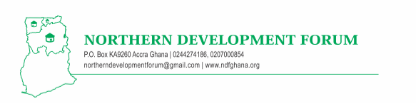 NORTHERN DEVELOPMENT FORUM
P.O. Box KA9260 Accra Ghana | 0244274186, 0207000854
northerndevelopmentforum@gmail.com | www.ndfghana.org